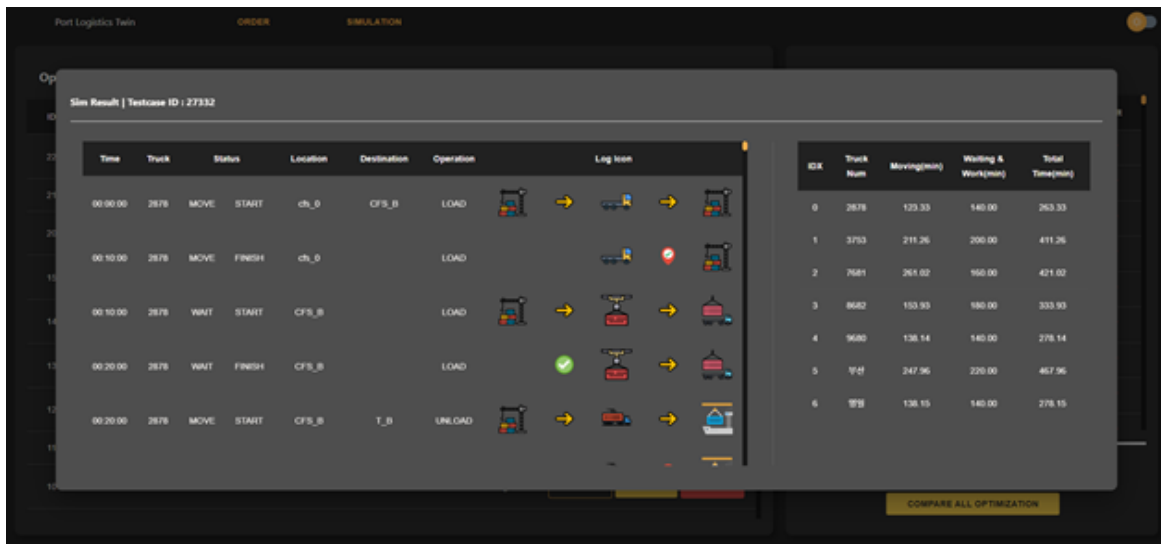 Port Logistics Twin ORDER SIMULATION
Op
Sim Result | Testcase ID : 27332
Time Truck Status Location Destination Operation Log Icon
00:00:00 2878 MOVE START cfs_0 CFS_B LOAD
00:10:00 2878 MOVE FINISH cfs_0 LOAD
00:10:00 2878 WAIT START CFS_B LOAD
00:20:00 2878 WAIT FINISH CFS_B LOAD
00:20:00 2878 MOVE START CFS_B T_B UNLOAD
IDX Truck Num Moving(min) Waiting & Work(min) Total Time(min)
0 2878 123.33 140.00 263.33
1 3753 211.26 200.00 411.26
2 7681 261.02 160.00 421.02
3 8682 153.93 180.00 333.93
4 9680 138.14 140.00 278.14
5 부산 247.96 220.00 467.96
6 138.15 140.00 278.15
COMPARE ALL OPTIMIZATION